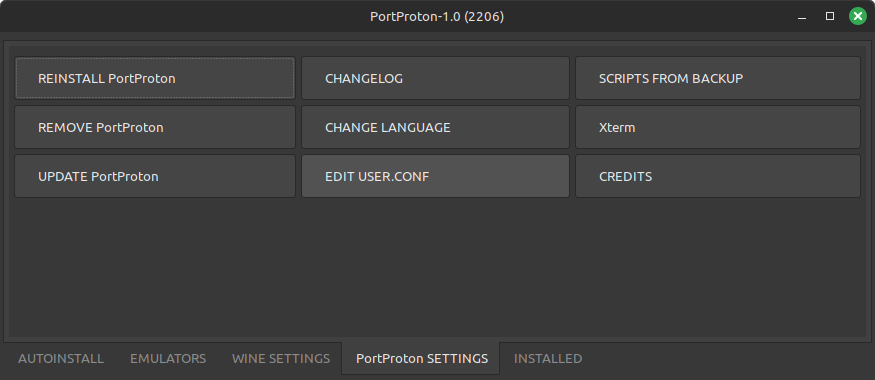 PortProton-1.0 (2206)
REINSTALL PortProton
CHANGELOG
SCRIPTS FROM BACKUP
REMOVE PortProton
CHANGE LANGUAGE
Xterm
UPDATE PortProton
EDIT USER.CONF
CREDITS
AUTOINSTALL
EMULATORS
WINE SETTINGS
PortProton SETTINGS
INSTALLED